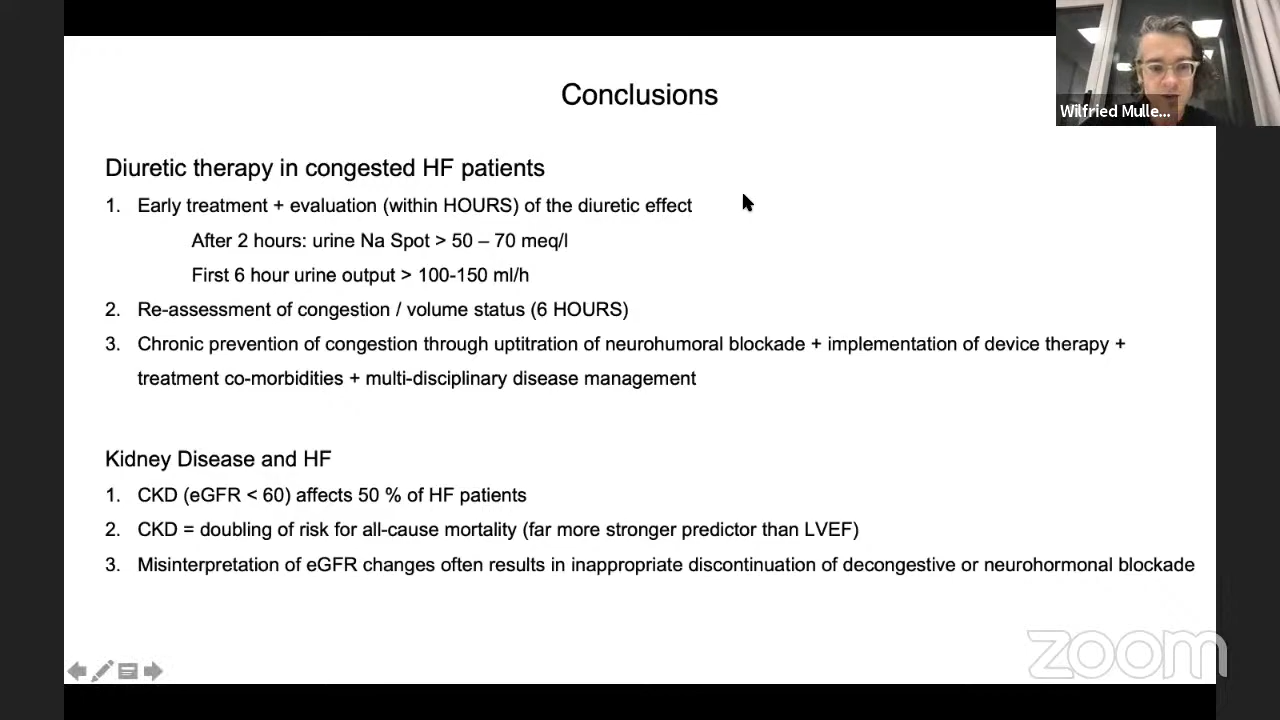 Conclusions
Wilfried Mulle...
Diuretic therapy in congested HF patients
1. Early treatment + evaluation (within HOURS) of the diuretic effect
After 2 hours: urine Na Spot > 50 – 70 meq/l
First 6 hour urine output > 100-150 ml/h
2. Re-assessment of congestion / volume status (6 HOURS)
3. Chronic prevention of congestion through uptitration of neurohumoral blockade + implementation of device therapy +
treatment co-morbidities + multi-disciplinary disease management
Kidney Disease and HF
1. CKD (eGFR < 60) affects 50 % of HF patients
2. CKD = doubling of risk for all-cause mortality (far more stronger predictor than LVEF)
3. Misinterpretation of eGFR changes often results in inappropriate discontinuation of decongestive or neurohormonal blockade
zoom